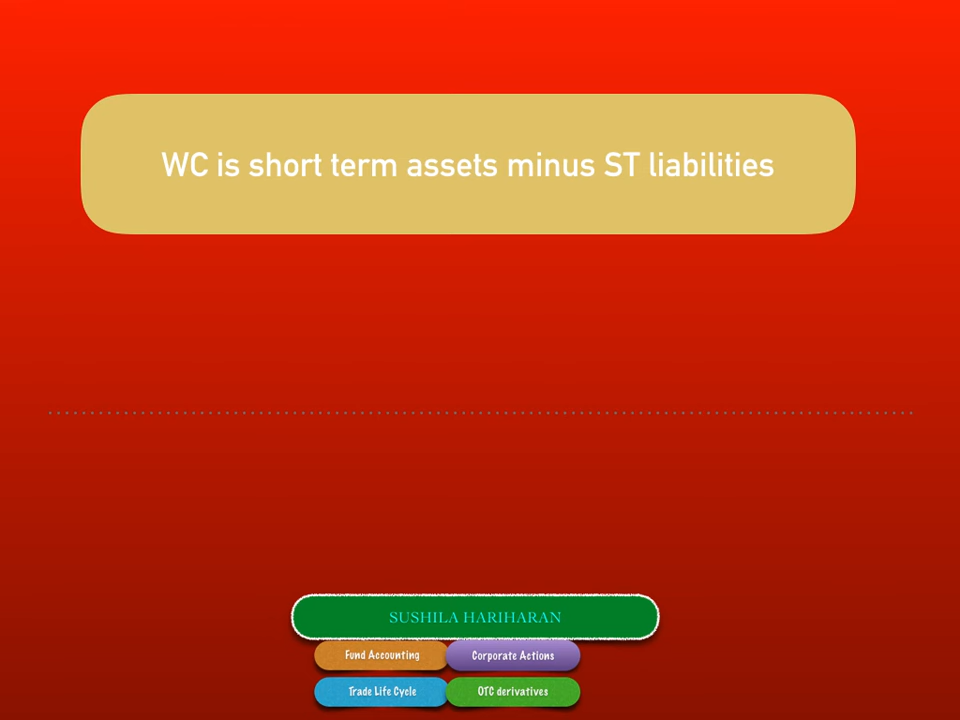 WC is short term assets minus ST liabilities
SUSHILA HARIHARAN
Fund Accounting
Corporate Actions
Trade Life Cycle
OTC derivatives